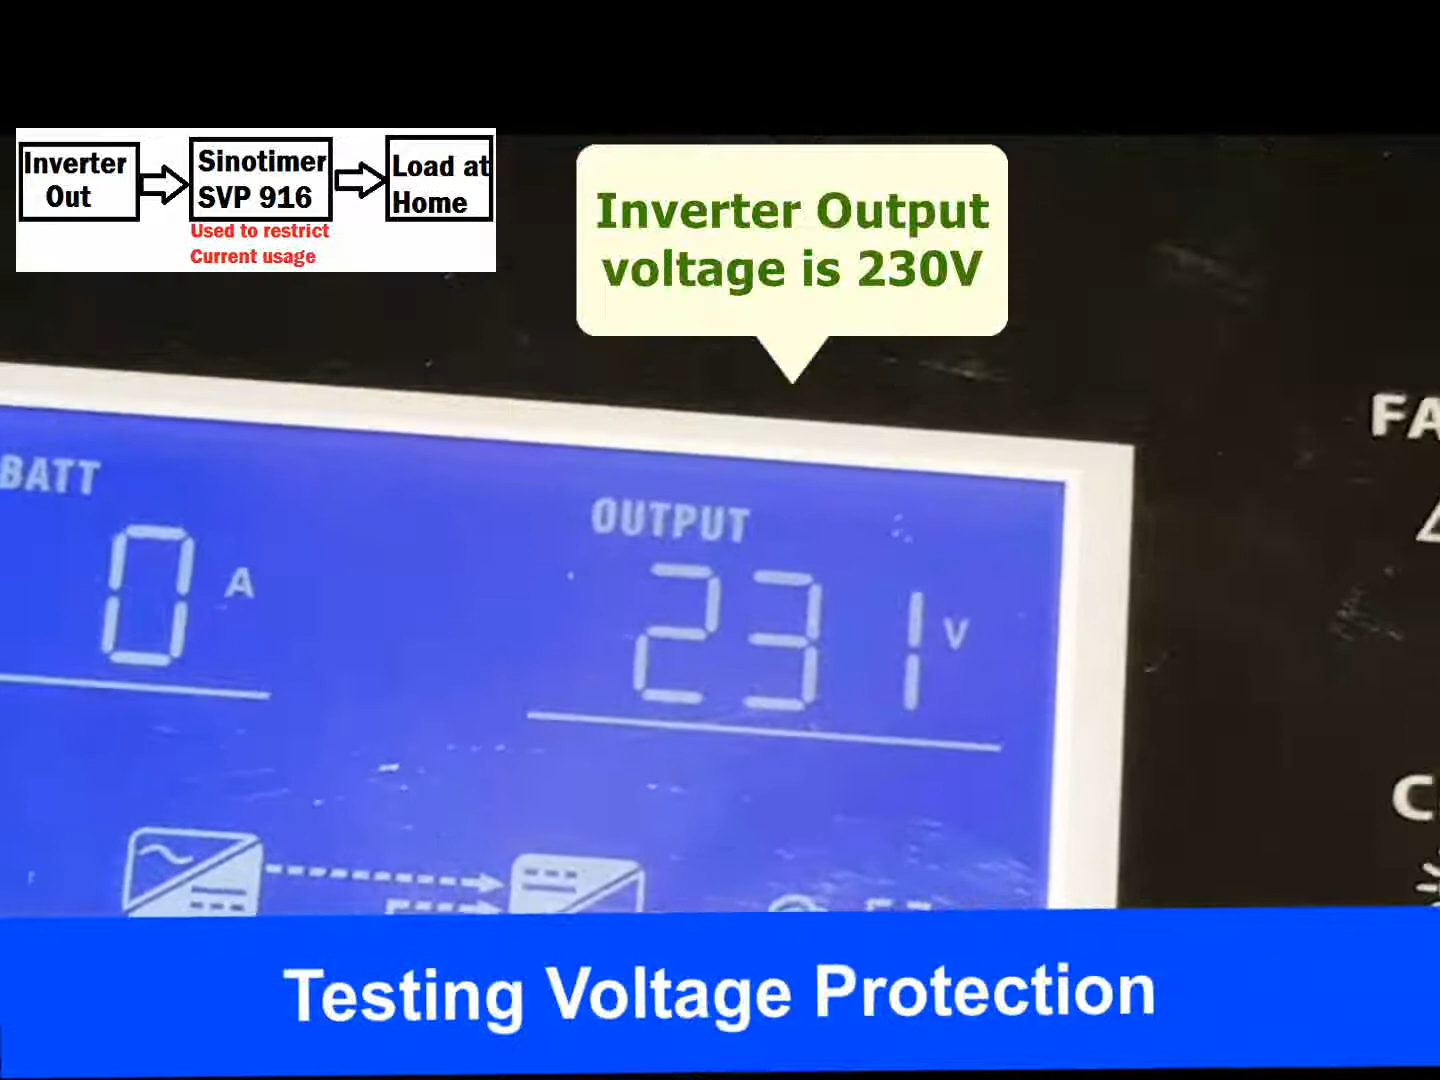 Inverter
Out
Sinotimer
SVP 916
Load at
Home
Used to restrict
Current usage
Inverter Output
voltage is 230V
FA
BATT
OUTPUT
0 A
231 V
C
Testing Voltage Protection